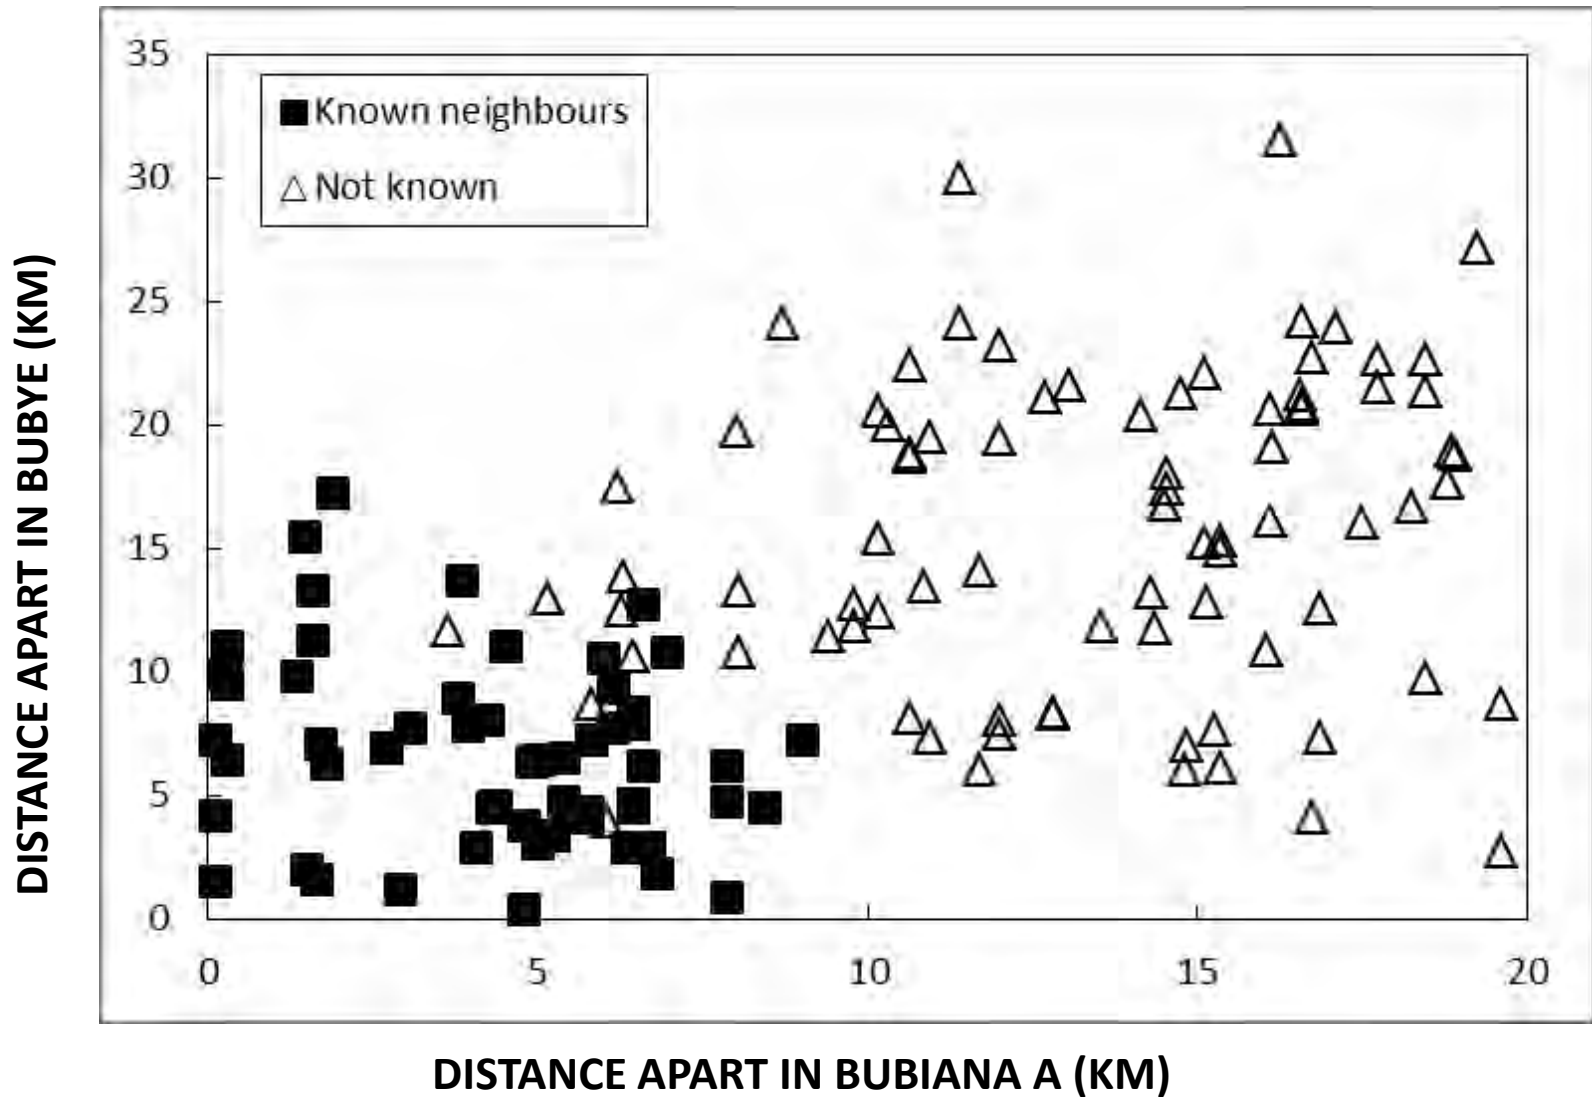 35
30
25
20
15
10
5
0
Known neighbours
Not known
DISTANCE APART IN BUBYE (KM)
0 5 10 15 20
DISTANCE APART IN BUBIANA A (KM)